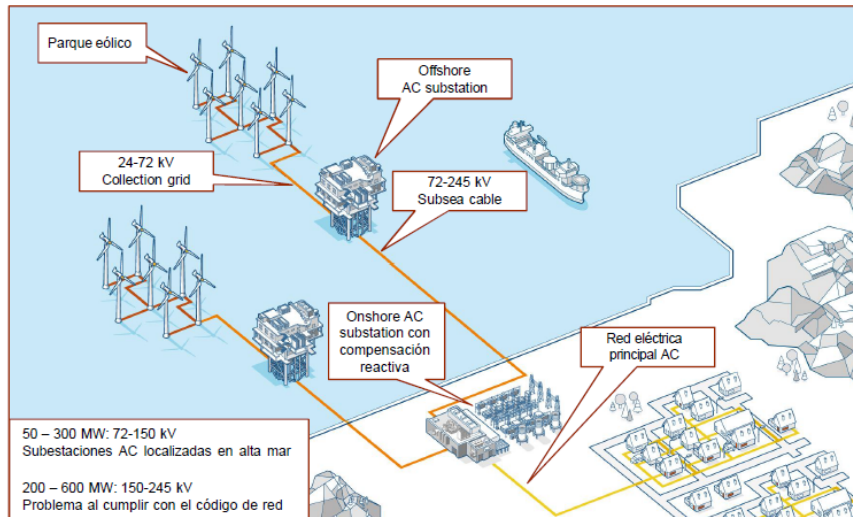 Parque eólico
Offshore
AC substation
24-72 kV
Collection grid
72-245 kV
Subsea cable
Onshore AC
substation con
compensación
reactiva
Red eléctrica
principal AC
50 – 300 MW: 72-150 kV
Subestaciones AC localizadas en alta mar
200 – 600 MW: 150-245 kV
Problema al cumplir con el código de red